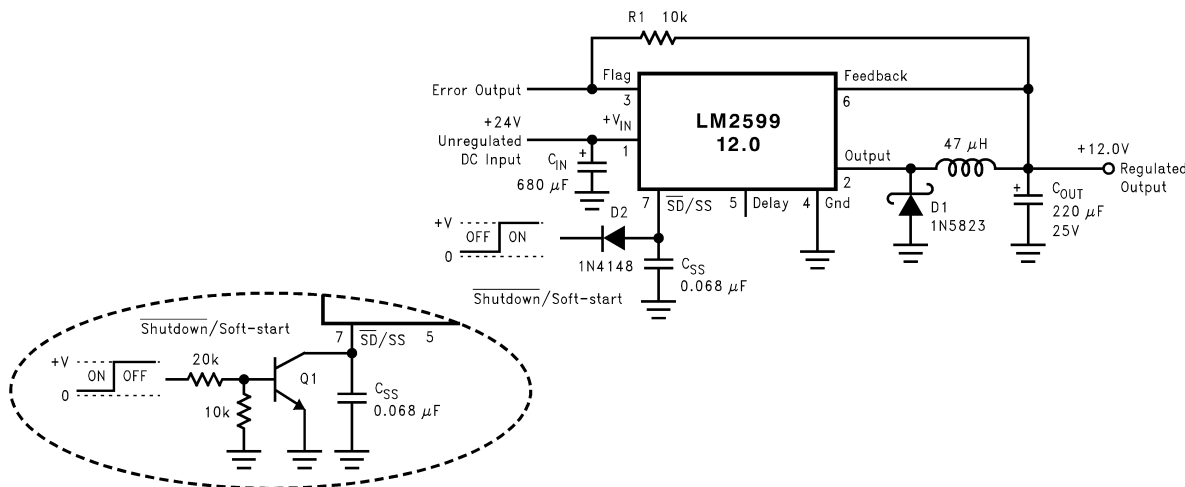 R1 10k
Flag
Feedback
Error Output
3
6
LM2599
12.0
+24V
Unregulated
DC Input
+VIN
1
CIN
+
680 μF
47 μH
+12.0V
Regulated
Output
Output
2
+
COUT
220 μF
25V
D1
1N5823
7
SD/SS
5
Delay
4
Gnd
D2
+V
OFF
ON
0
1N4148
CSS
0.068 μF
Shutdown/Soft-start
Shutdown/Soft-start
7
SD/SS
5
+V
ON
OFF
0
20k
Q1
10k
CSS
0.068 μF